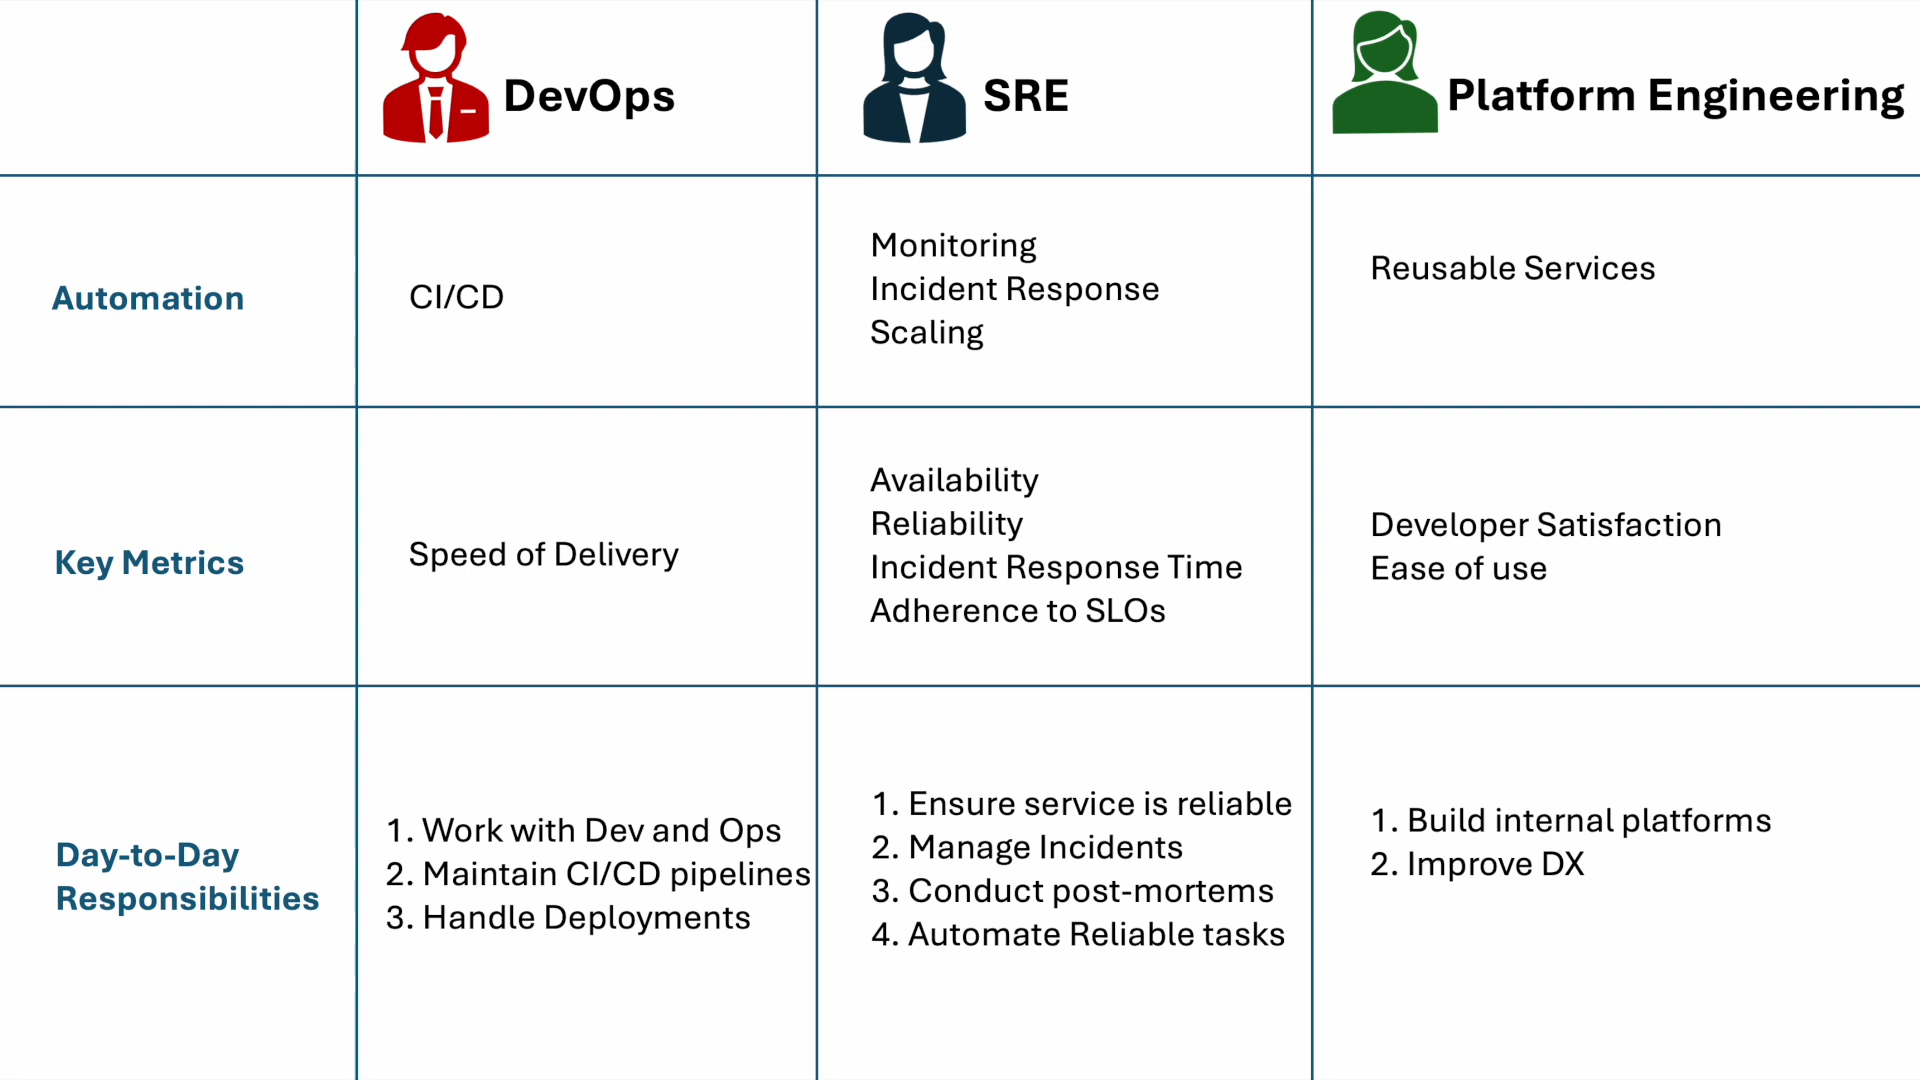 DevOps
SRE
Platform Engineering
Automation
CI/CD
Monitoring
Incident Response
Scaling
Reusable Services
Key Metrics
Speed of Delivery
Availability
Reliability
Incident Response Time
Adherence to SLOs
Developer Satisfaction
Ease of use
Day-to-Day
Responsibilities
1. Work with Dev and Ops
2. Maintain CI/CD pipelines
3. Handle Deployments
1. Ensure service is reliable
2. Manage Incidents
3. Conduct post-mortems
4. Automate Reliable tasks
1. Build internal platforms
2. Improve DX